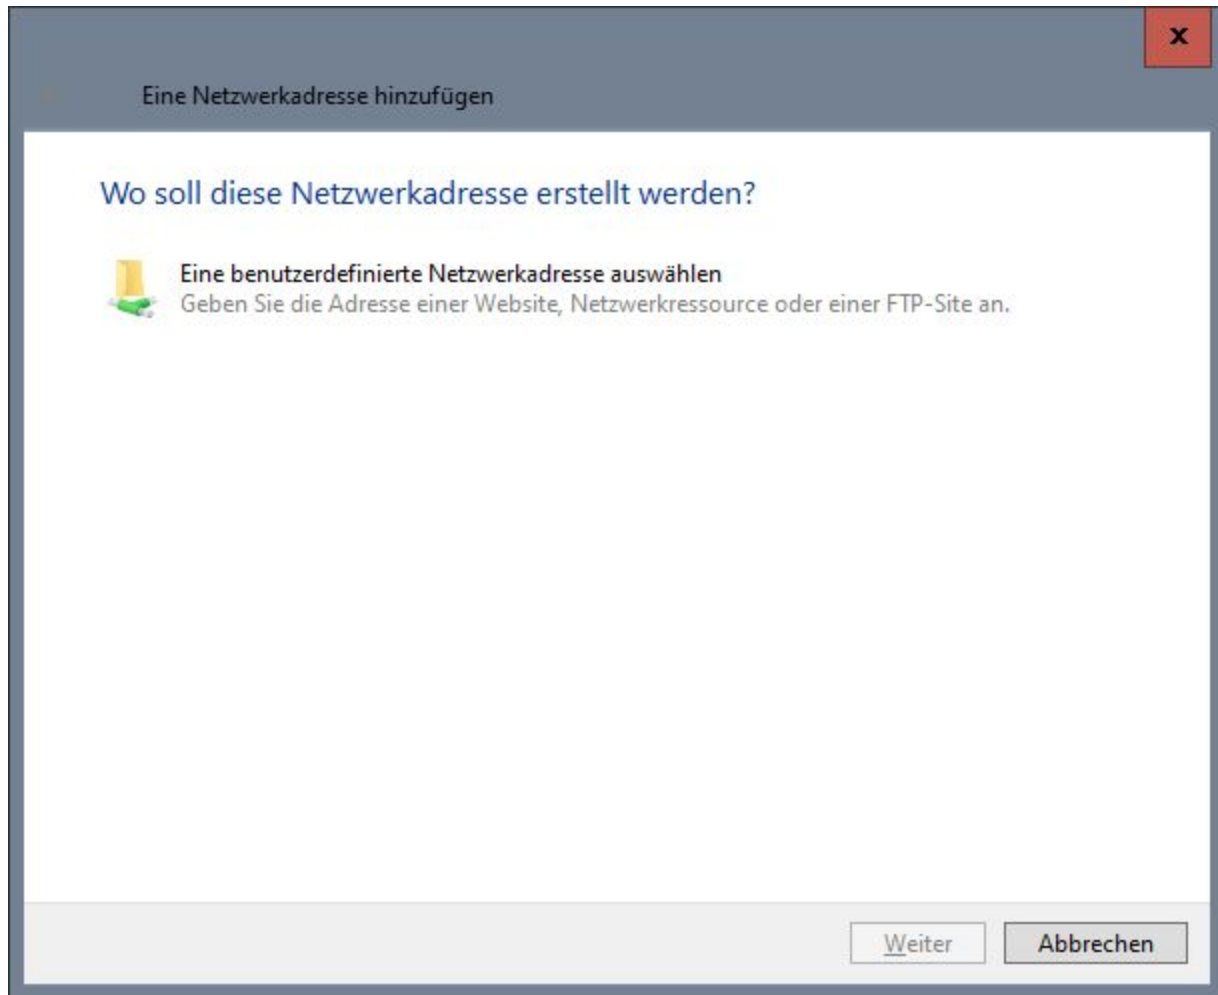 x
Eine Netzwerkadresse hinzufügen
Wo soll diese Netzwerkadresse erstellt werden?
Eine benutzerdefinierte Netzwerkadresse auswählen
Geben Sie die Adresse einer Website, Netzwerkressource oder einer FTP-Site an.
Weiter
Abbrechen